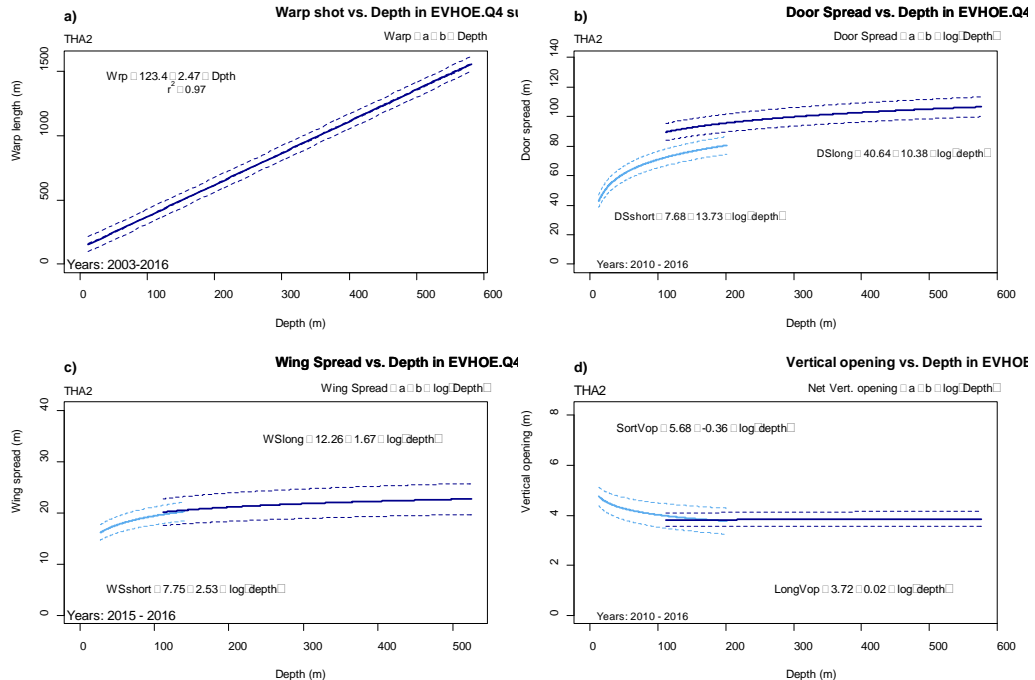 a)
Warp shot vs. Depth in EVHOE.Q4 su
THA2
Warp □ a □ b □ Depth
Wrp □ 123.4 □ 2.47 □ Dpth
r² □ 0.97
Warp length (m)
0
500
1000
1500
Years: 2003-2016
0 100 200 300 400 500 600
Depth (m)
b)
Door Spread vs. Depth in EVHOE.Q4
THA2
Door Spread □ a □ b □ log□Depth□
DSlong □ 40.64 □ 10.38 □ log□depth□
DSshort □ 7.68 □ 13.73 □ log□depth□
Door spread (m)
0 20 40 60 80 100 120 140
Years: 2010 - 2016
0 100 200 300 400 500 600
Depth (m)
c)
Wing Spread vs. Depth in EVHOE.Q4
THA2
Wing Spread □ a □ b □ log□Depth□
WSlong □ 12.26 □ 1.67 □ log□depth□
WSshort □ 7.75 □ 2.53 □ log□depth□
Wing spread (m)
0 10 20 30 40
Years: 2015 - 2016
0 100 200 300 400 500
Depth (m)
d)
Vertical opening vs. Depth in EVHOE
THA2
Net Vert. opening □ a □ b □ log□Depth□
SortVop □ 5.68 □ -0.36 □ log□depth□
LongVop □ 3.72 □ 0.02 □ log□depth□
Vertical opening (m)
0 2 4 6 8
Years: 2010 - 2016
0 100 200 300 400 500 600
Depth (m)